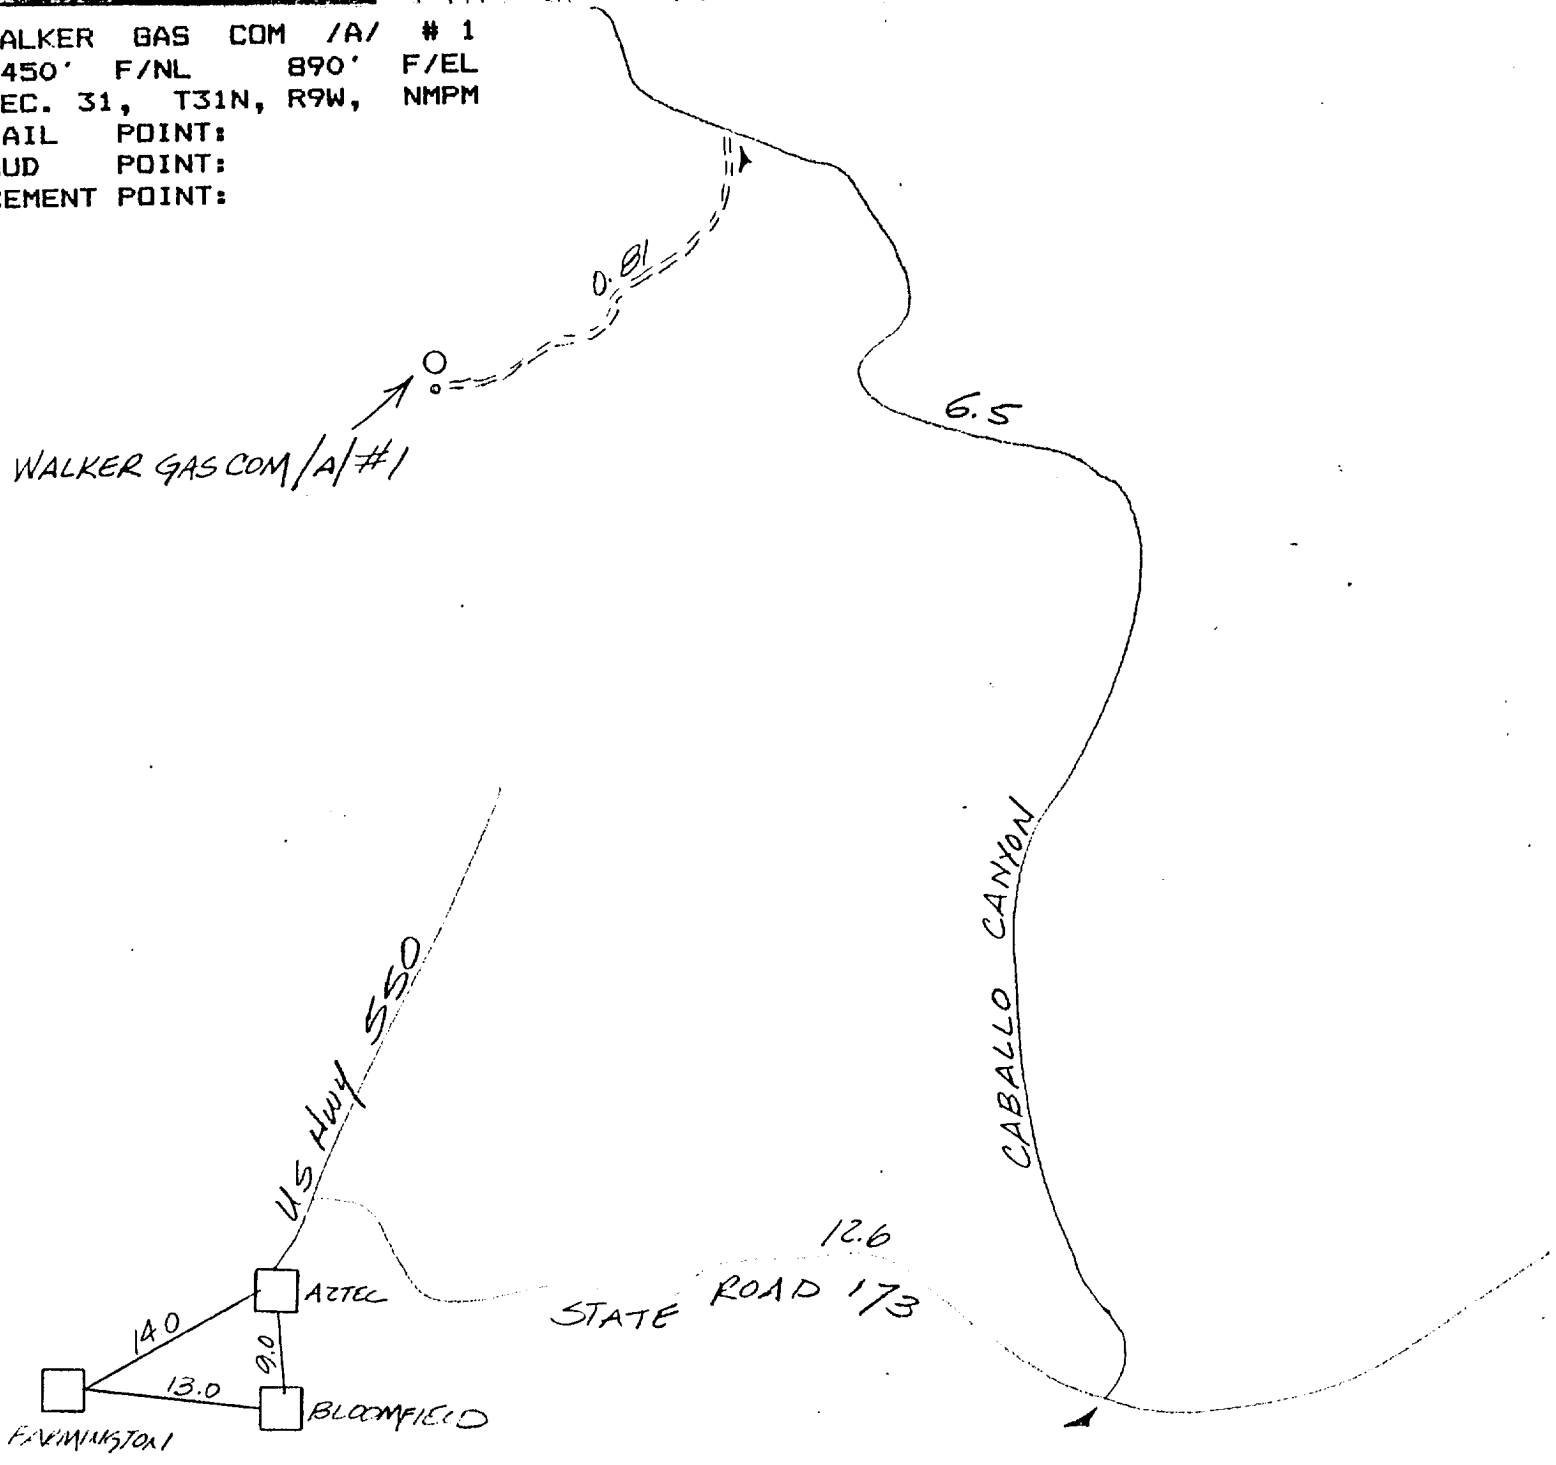 ALKER GAS COM /A/ # 1
450' F/NL 890' F/EL
EC. 31, T31N, R9W, NMPM
AIL POINT:
UD POINT:
EMENT POINT:
0.81
6.5
WALKER GAS COM /A/ #1
CABALLO CANYON
US HWY 550
12.6
STATE ROAD 173
AZTEC
14.0
9.0
13.0
BLOOMFIELD
FARMINGTON